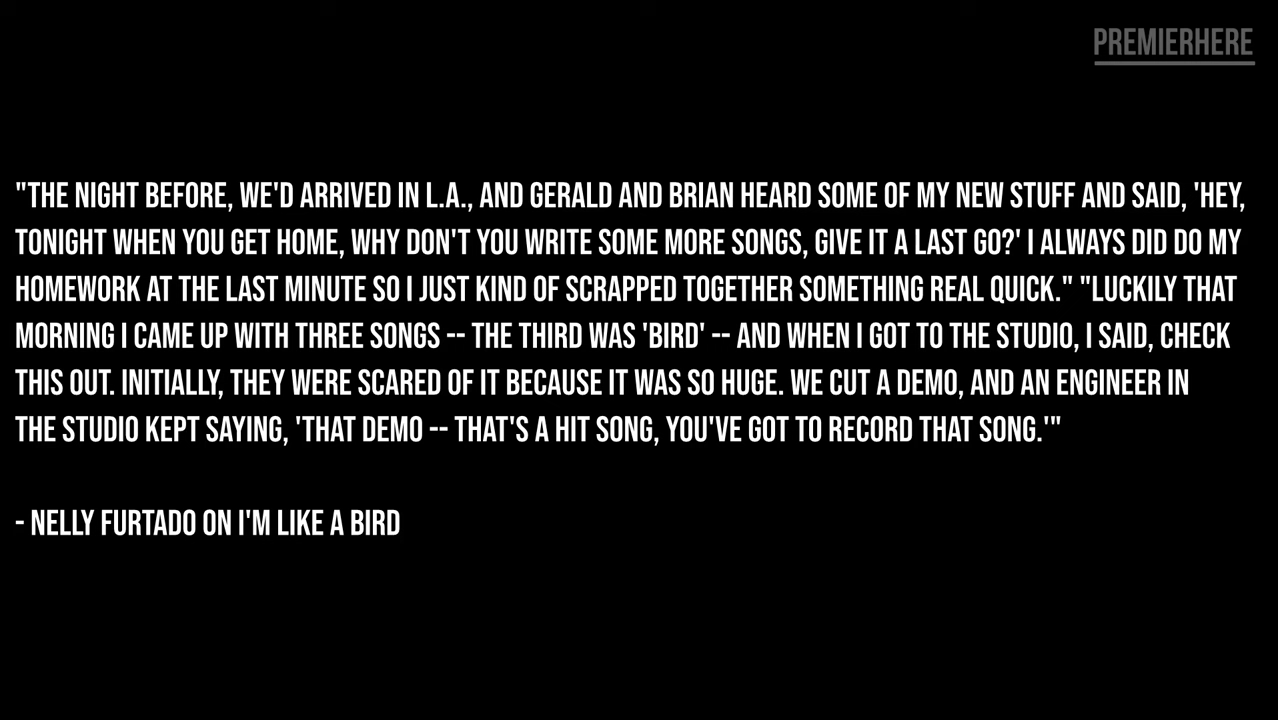 PREMIERHERE
"THE NIGHT BEFORE, WE'D ARRIVED IN L.A., AND GERALD AND BRIAN HEARD SOME OF MY NEW STUFF AND SAID, 'HEY,
TONIGHT WHEN YOU GET HOME, WHY DON'T YOU WRITE SOME MORE SONGS, GIVE IT A LAST GO?' I ALWAYS DID DO MY
HOMEWORK AT THE LAST MINUTE SO I JUST KIND OF SCRAPPED TOGETHER SOMETHING REAL QUICK." "LUCKILY THAT
MORNING I CAME UP WITH THREE SONGS -- THE THIRD WAS 'BIRD' -- AND WHEN I GOT TO THE STUDIO, I SAID, CHECK
THIS OUT. INITIALLY, THEY WERE SCARED OF IT BECAUSE IT WAS SO HUGE. WE CUT A DEMO, AND AN ENGINEER IN
THE STUDIO KEPT SAYING, 'THAT DEMO -- THAT'S A HIT SONG, YOU'VE GOT TO RECORD THAT SONG.'"
- NELLY FURTADO ON I'M LIKE A BIRD